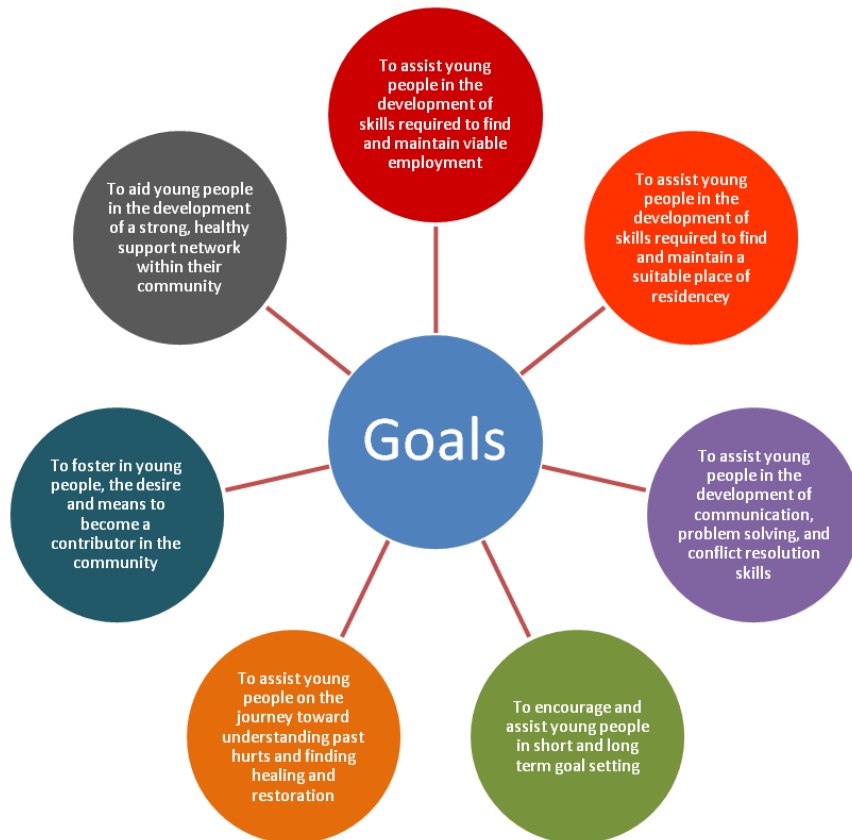 To assist young
people in the
development of
skills required to find
and maintain viable
employment
To assist young
people in the
development of
skills required to find
and maintain a
suitable place of
residencey
To assist young
people in the
development of
communication,
problem solving, and
conflict resolution
skills
To encourage and
assist young people
in short and long
term goal setting
To assist young
people on the
journey toward
understanding past
hurts and finding
healing and
restoration
To foster in young
people, the desire
and means to
become a
contributor in the
community
To aid young people
in the development
of a strong, healthy
support network
within their
community
Goals